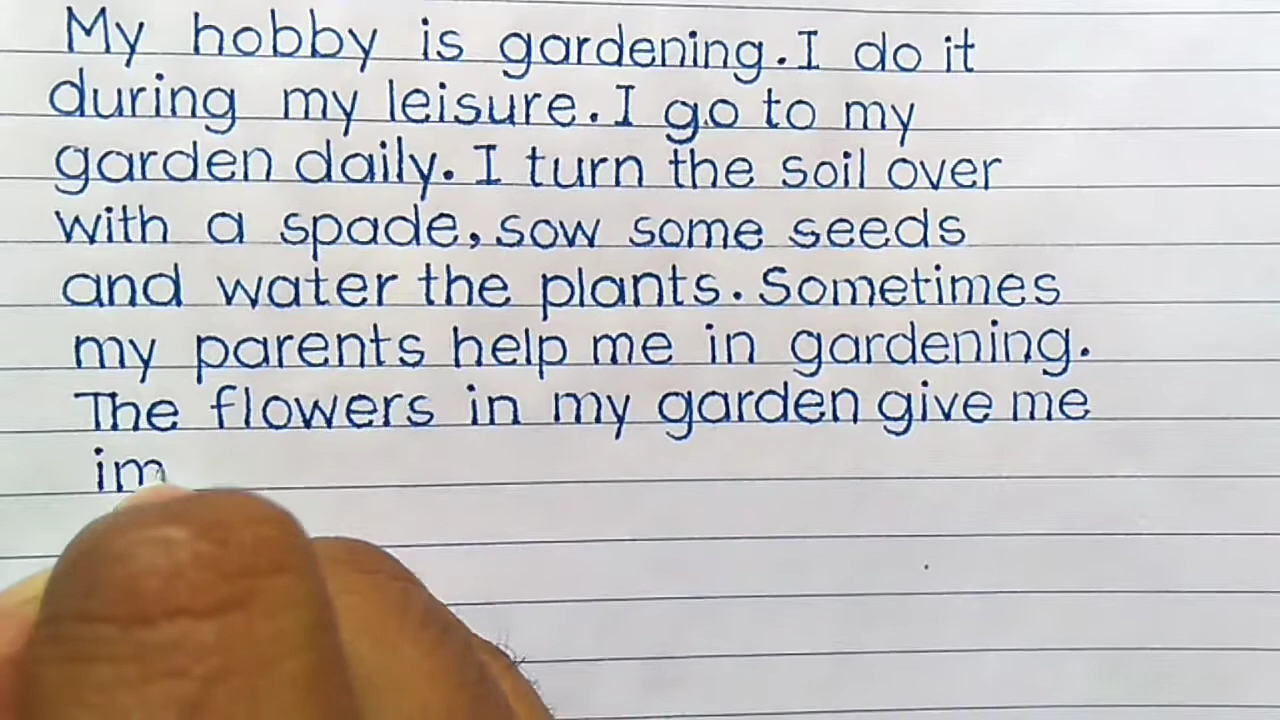 My hobby is gardening. I do it
during my leisure. I go to my
garden daily. I turn the soil over
with a spade, sow some seeds
and water the plants. Sometimes
my parents help me in gardening.
The flowers in my garden give me
im